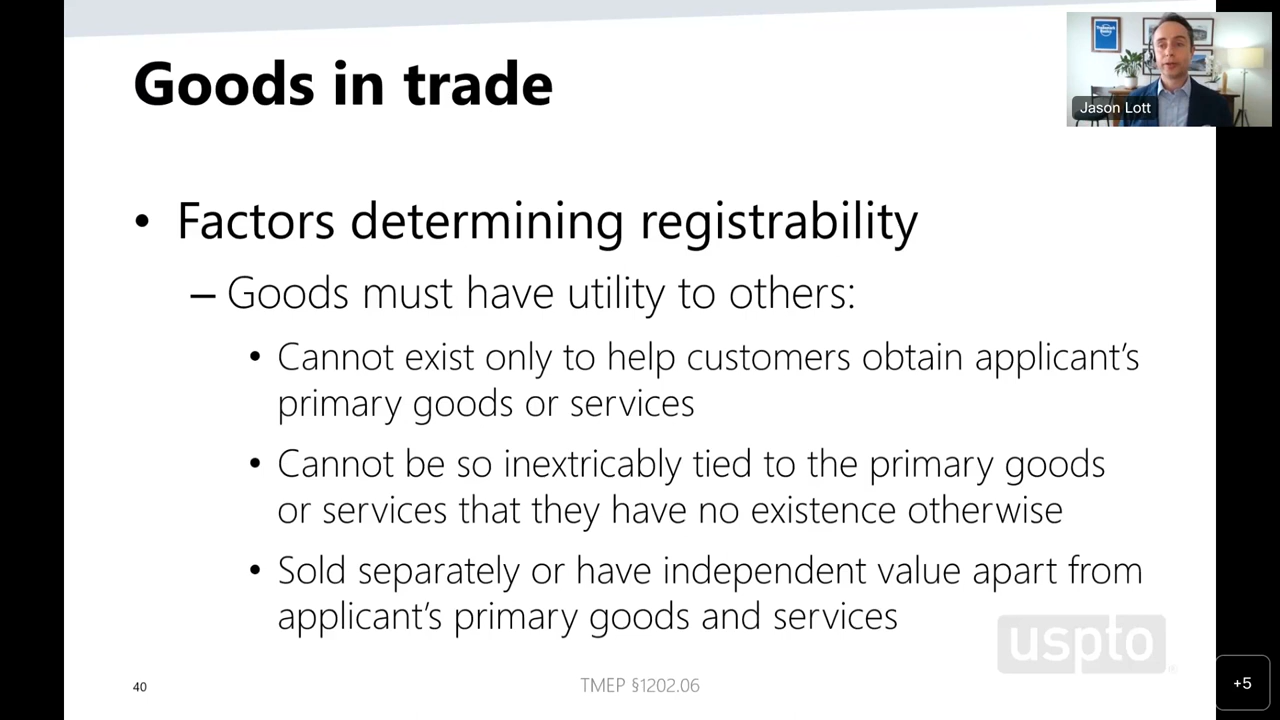 Goods in trade
Jason Lott
• Factors determining registrability
– Goods must have utility to others:
• Cannot exist only to help customers obtain applicant's
primary goods or services
• Cannot be so inextricably tied to the primary goods
or services that they have no existence otherwise
• Sold separately or have independent value apart from
applicant's primary goods and services
uspto®
40
TMEP §1202.06
+5